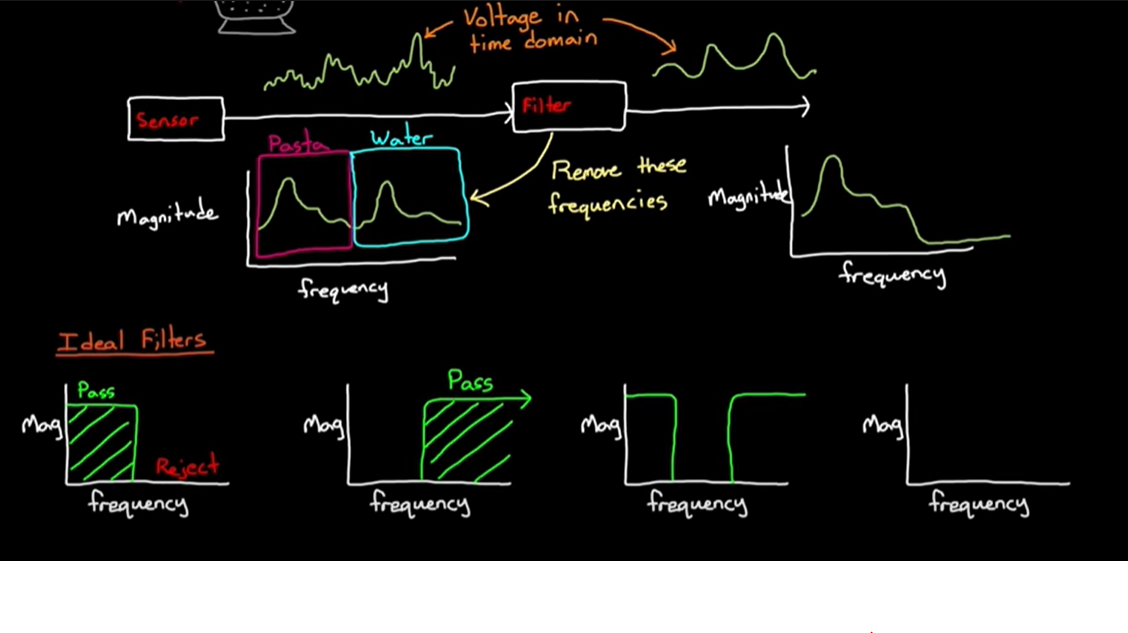 Voltage in
time domain
Sensor
Filter
Pasta
Water
Remove these
frequencies
Magnitude
frequency
Magnitude
frequency
Ideal Filters
Pass
Mag
Reject
frequency
Pass
Mag
frequency
Mag
frequency
Mag
frequency